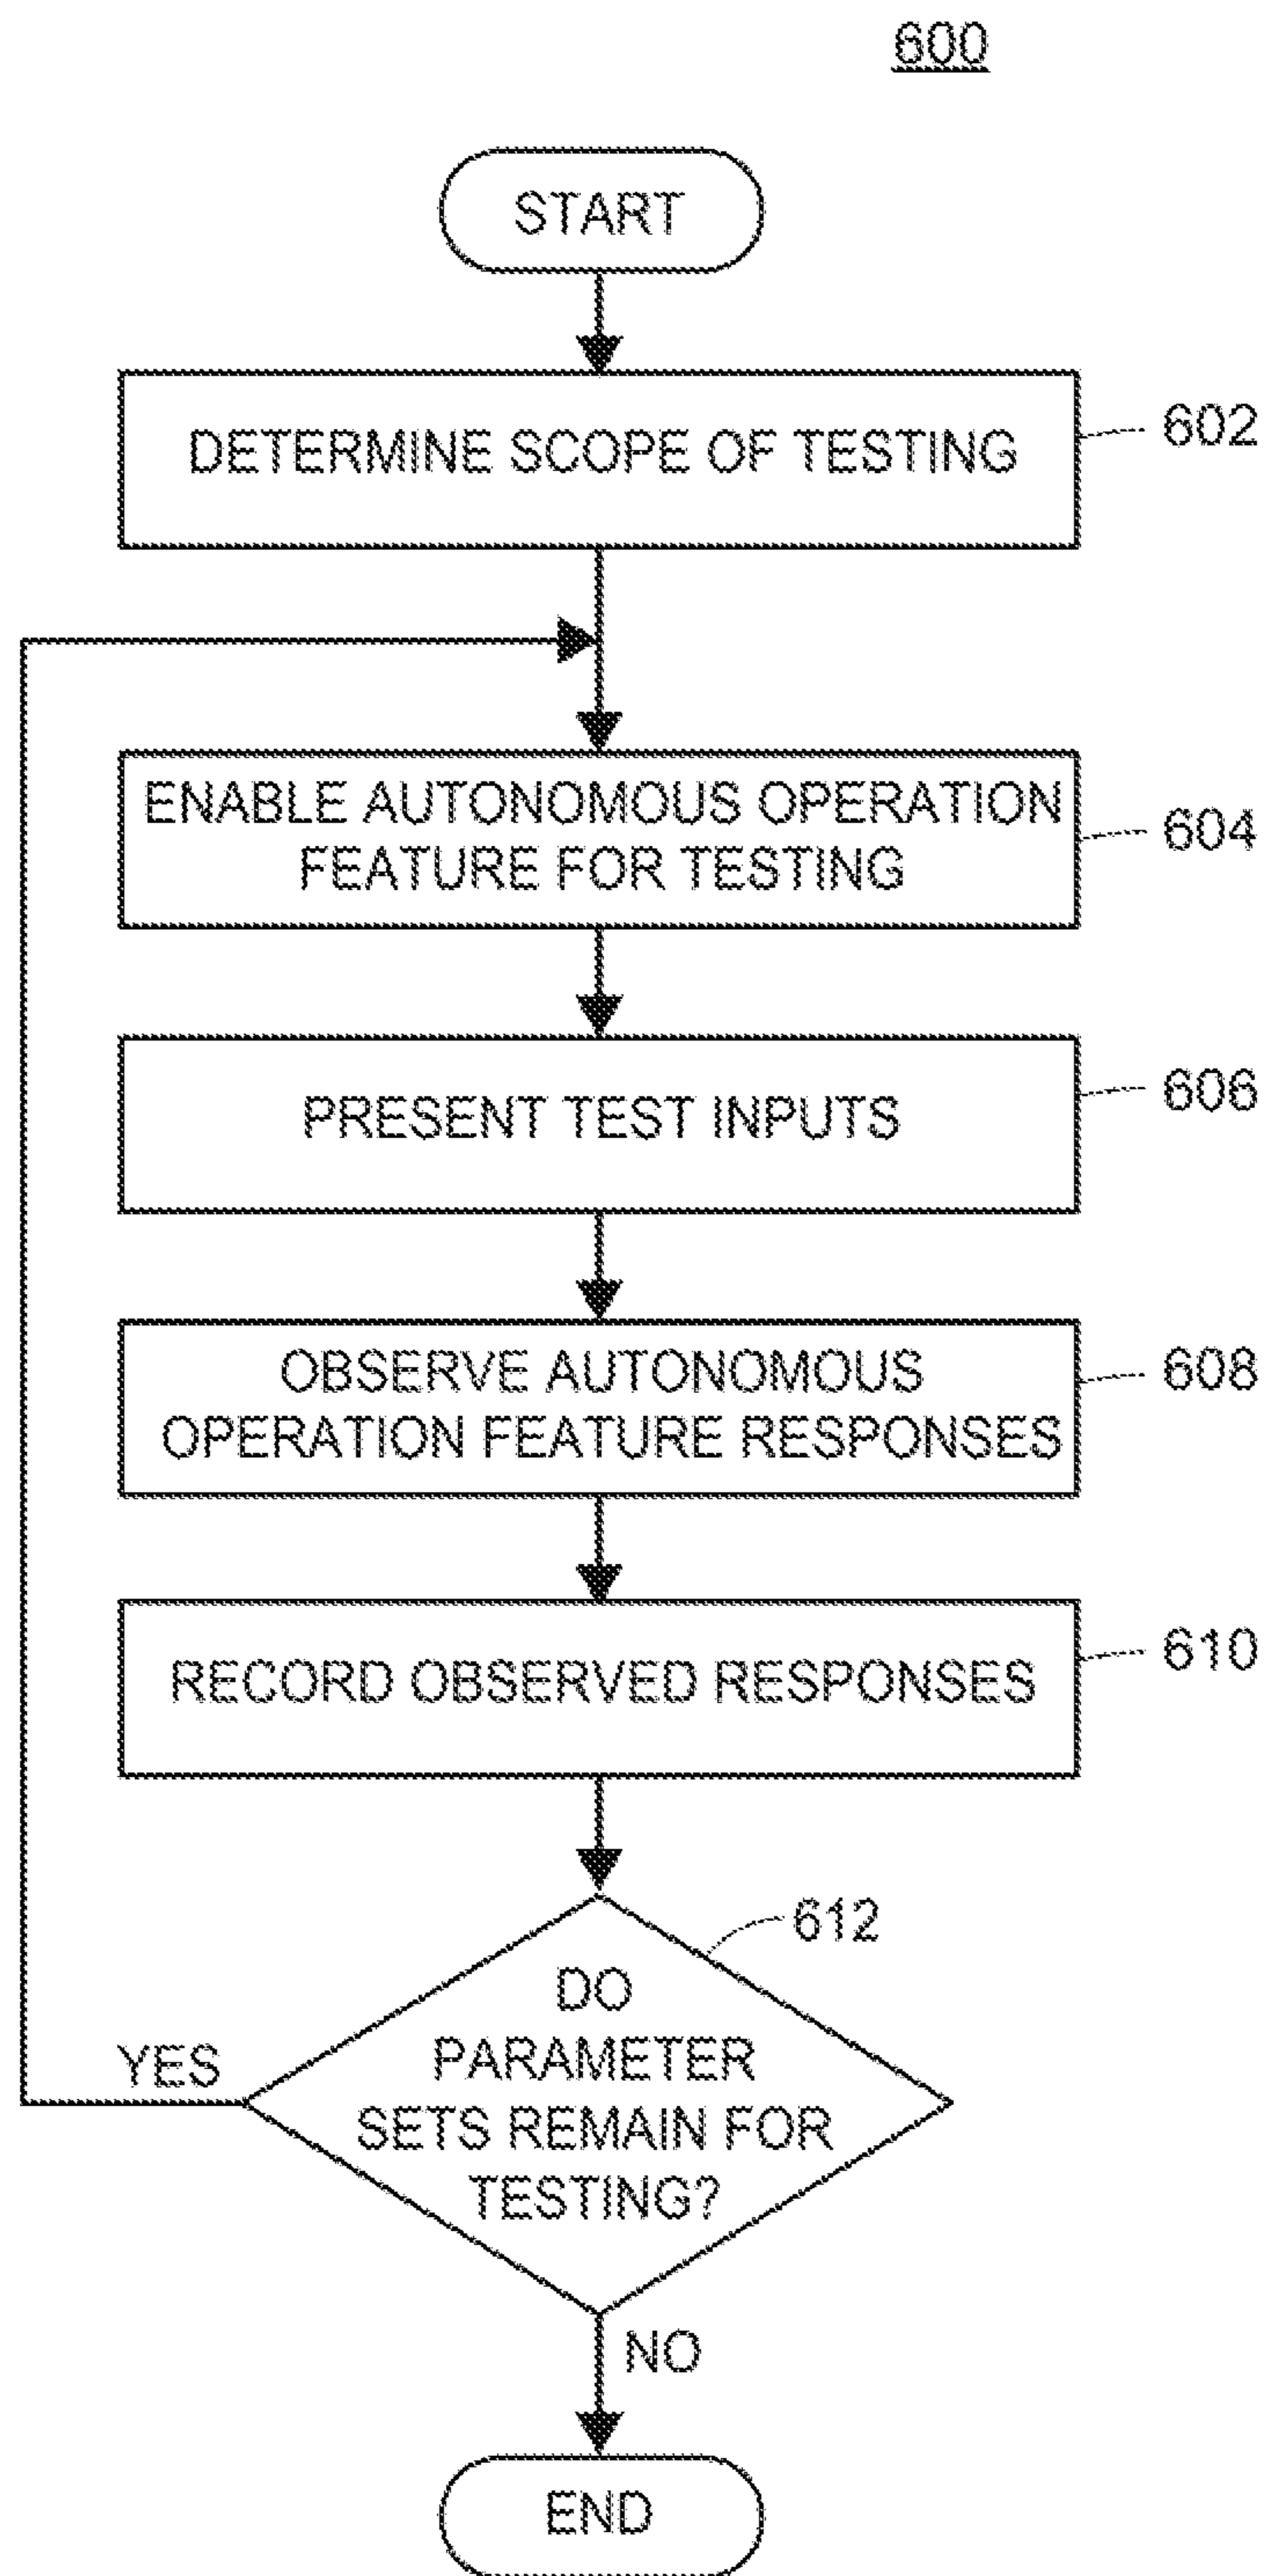 600
START
DETERMINE SCOPE OF TESTING
602
ENABLE AUTONOMOUS OPERATION
FEATURE FOR TESTING
604
PRESENT TEST INPUTS
606
OBSERVE AUTONOMOUS
OPERATION FEATURE RESPONSES
608
RECORD OBSERVED RESPONSES
610
612
DO
PARAMETER
SETS REMAIN FOR
TESTING?
YES
NO
END